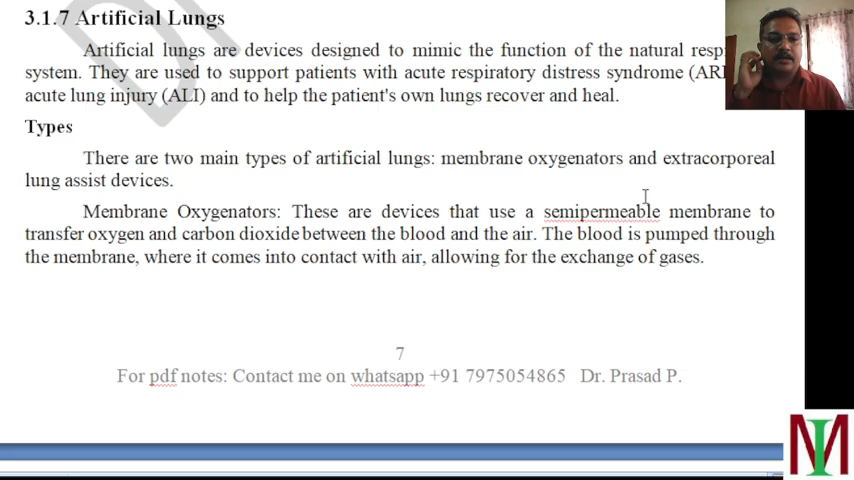 3.1.7 Artificial Lungs
Artificial lungs are devices designed to mimic the function of the natural
system. They are used to support patients with acute respiratory distress syndrome
acute lung injury (ALI) and to help the patient's own lungs recover and heal.
Types
There are two main types of artificial lungs: membrane oxygenators and extracorporeal
lung assist devices.
Membrane Oxygenators: These are devices that use a semipermeable membrane to
transfer oxygen and carbon dioxide between the blood and the air. The blood is pumped through
the membrane, where it comes into contact with air, allowing for the exchange of gases.
7
For pdf notes: Contact me on whatsapp +91 7975054865 Dr. Prasad P.